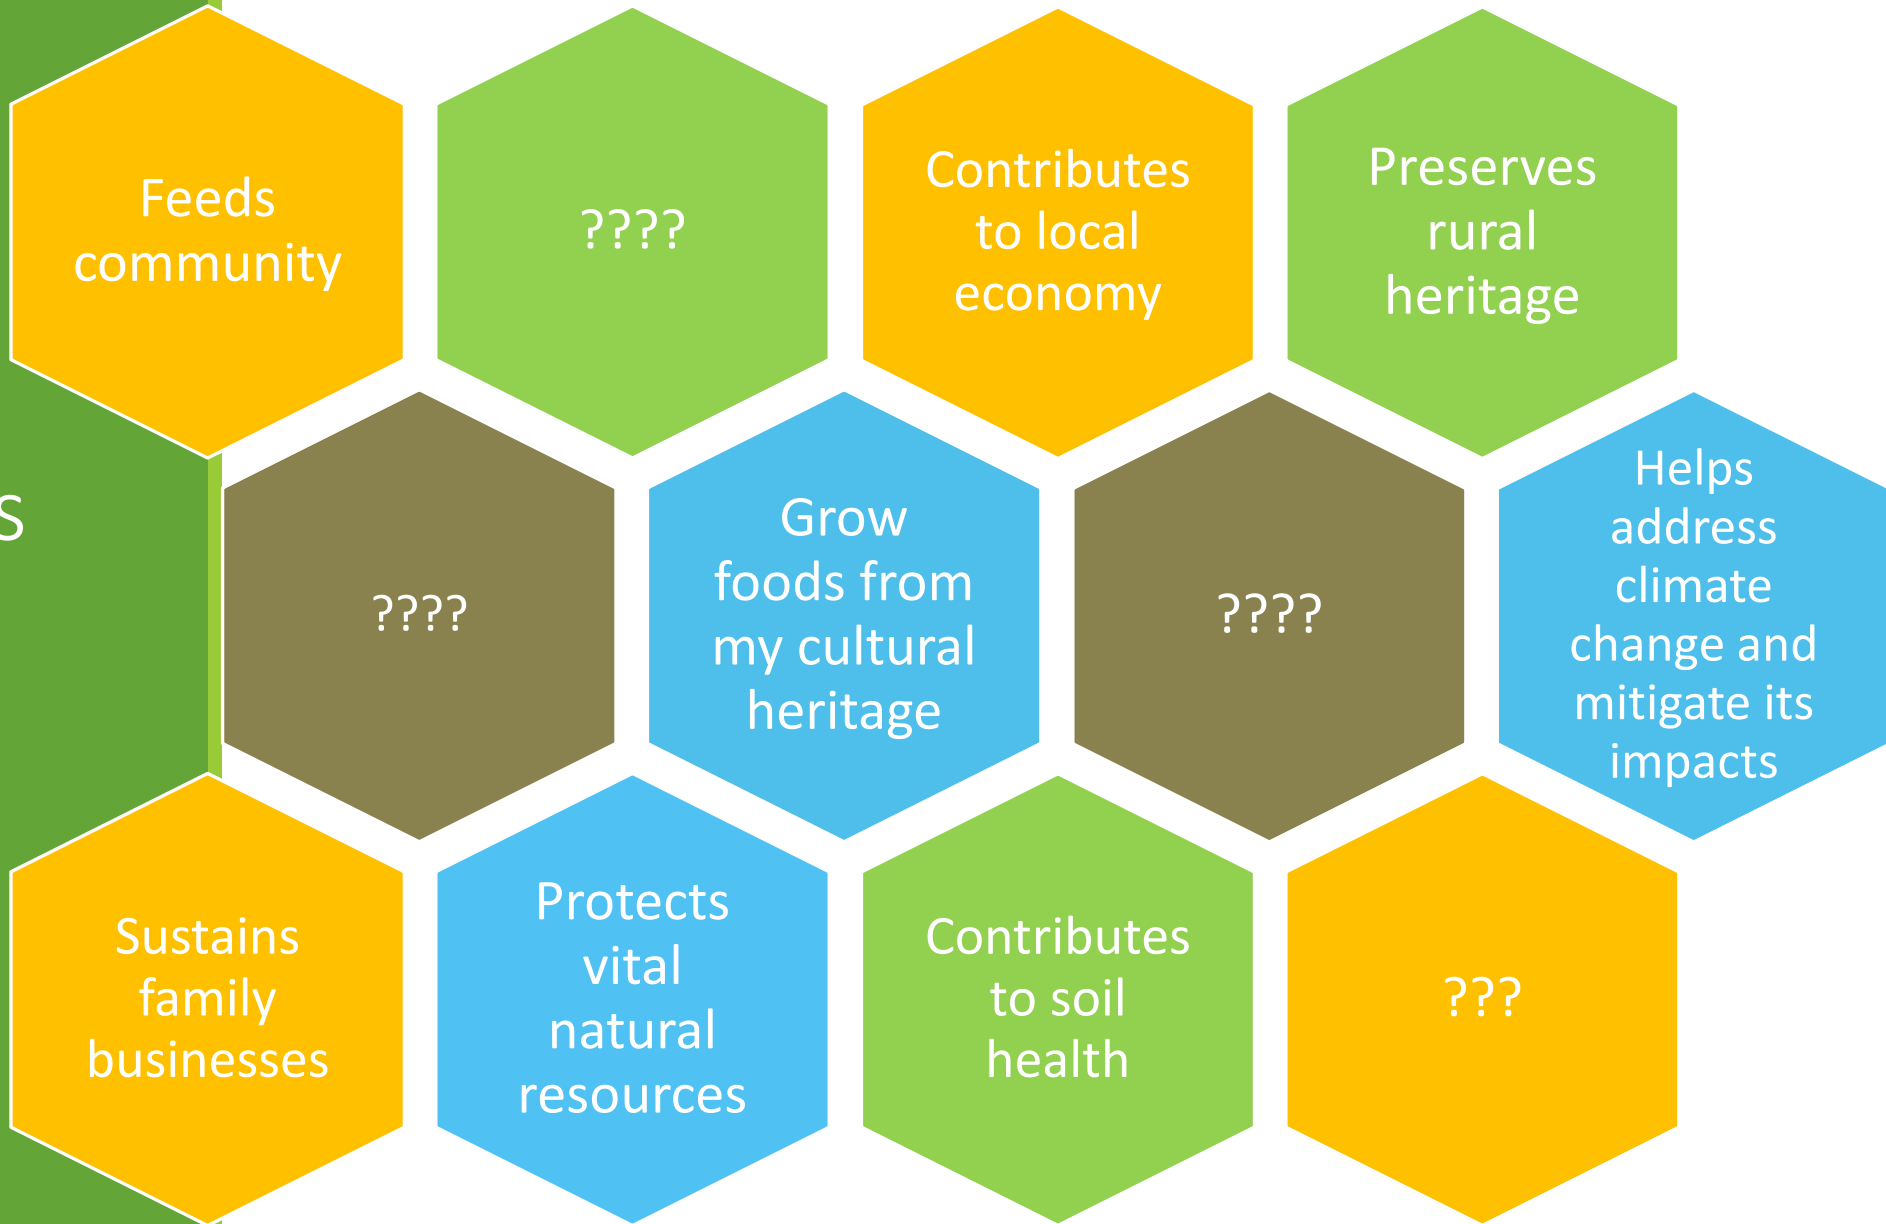 Feeds
community
????
Contributes
to local
economy
Preserves
rural
heritage
s
????
Grow
foods from
my cultural
heritage
????
Helps
address
climate
change and
mitigate its
impacts
Sustains
family
businesses
Protects
vital
natural
resources
Contributes
to soil
health
???